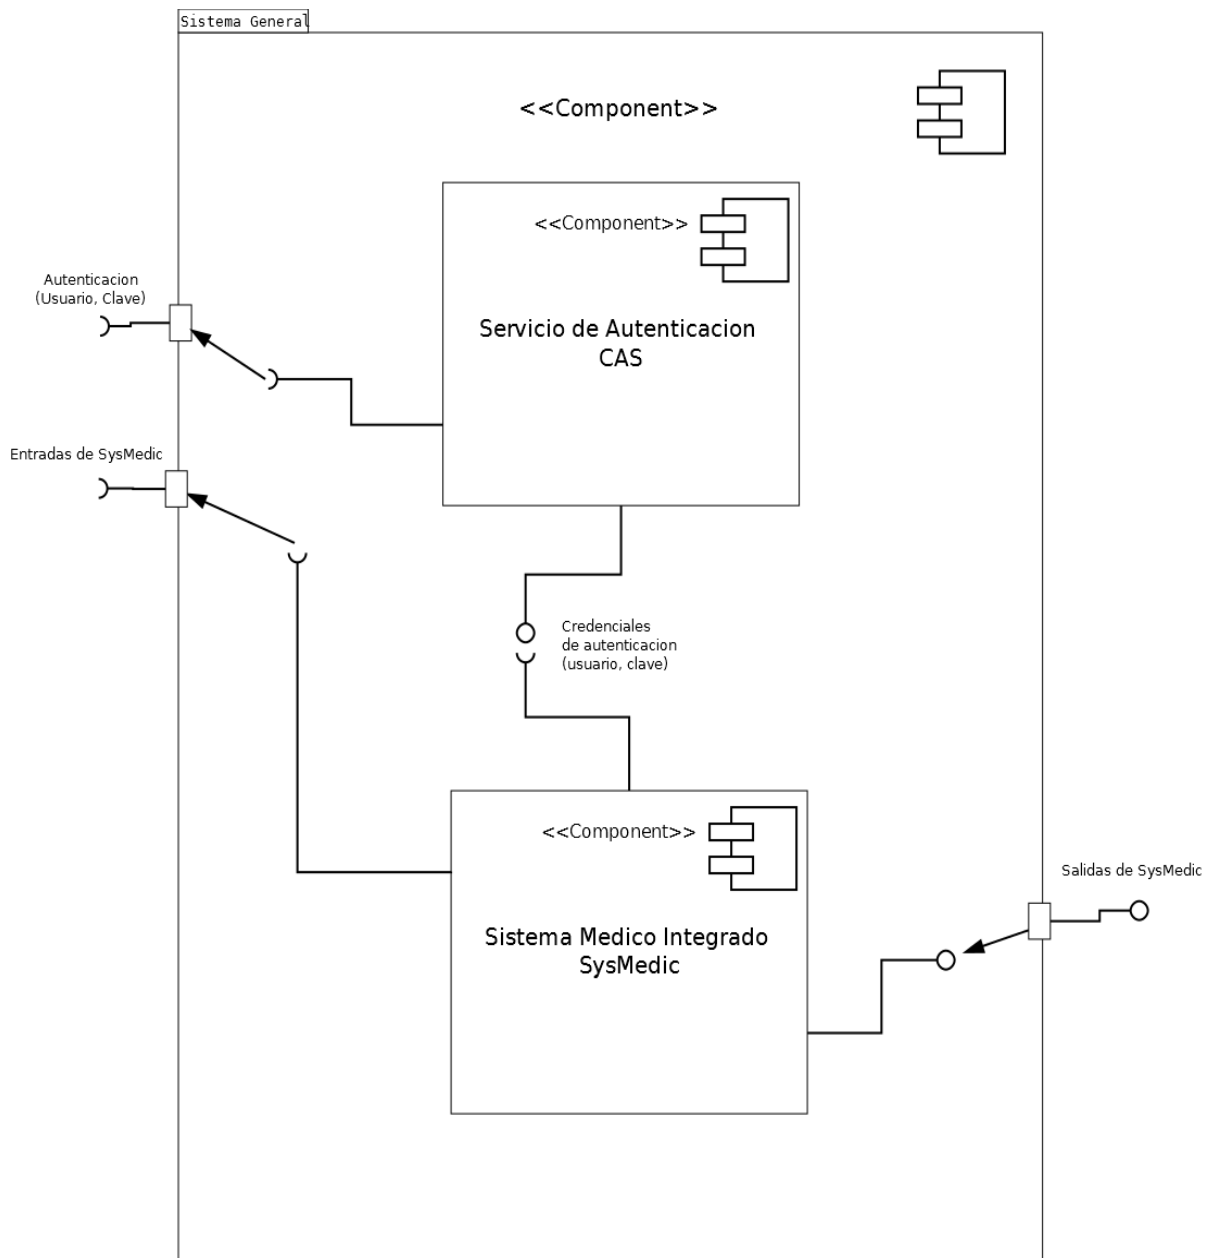 Sistema General
<<Component>>
<<Component>>
Servicio de Autenticacion
CAS
Autenticacion
(Usuario, Clave)
Entradas de SysMedic
Credenciales
de autenticacion
(usuario, clave)
<<Component>>
Sistema Medico Integrado
SysMedic
Salidas de SysMedic